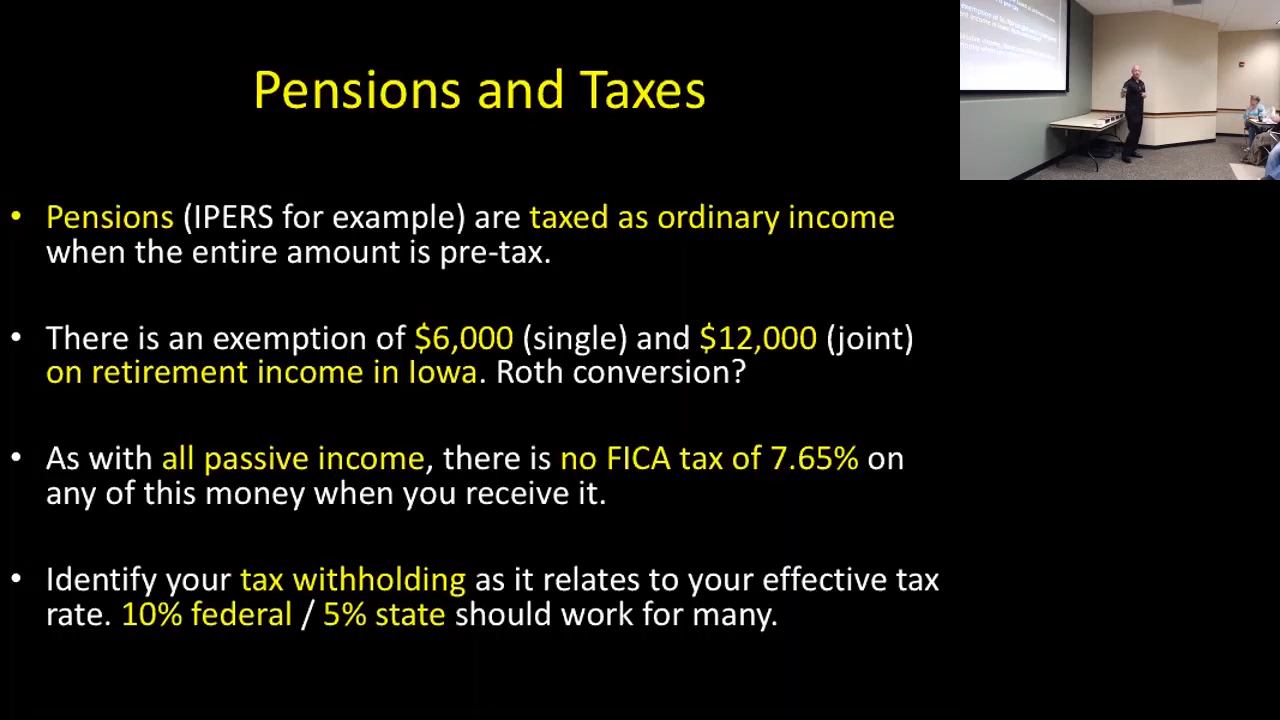 Pensions and Taxes
• Pensions (IPERS for example) are taxed as ordinary income
when the entire amount is pre-tax.
• There is an exemption of $6,000 (single) and $12,000 (joint)
on retirement income in Iowa. Roth conversion?
• As with all passive income, there is no FICA tax of 7.65% on
any of this money when you receive it.
• Identify your tax withholding as it relates to your effective tax
rate. 10% federal / 5% state should work for many.